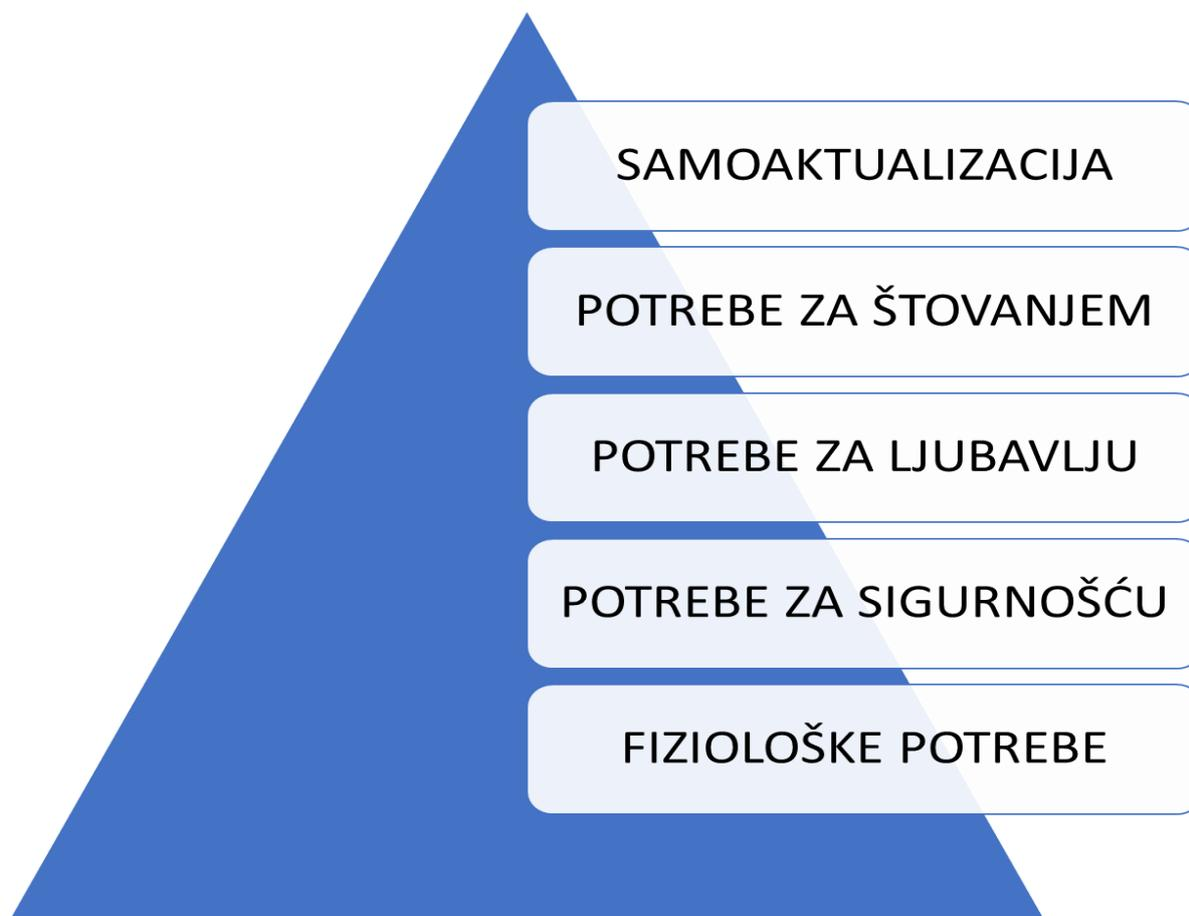 SAMOAKTUALIZACIJA
POTREBE ZA ŠTOVANJEM
POTREBE ZA LJUBAVLJU
POTREBE ZA SIGURNOŠĆU
FIZIOLOŠKE POTREBE